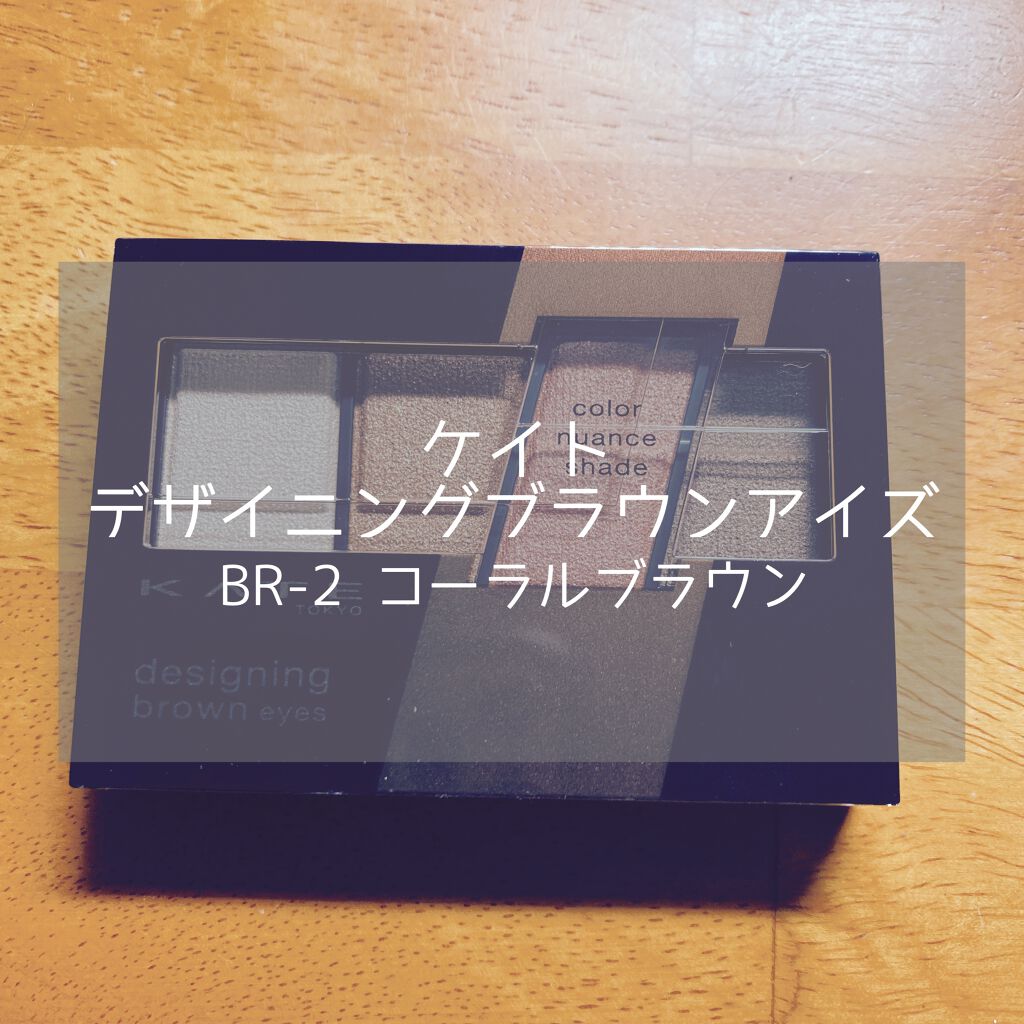 color
nuance
shade
ケイト
デザイニングブラウンアイズ
BR-2 コーラルブラウン
KATE
TOKYO
designing
brown eyes